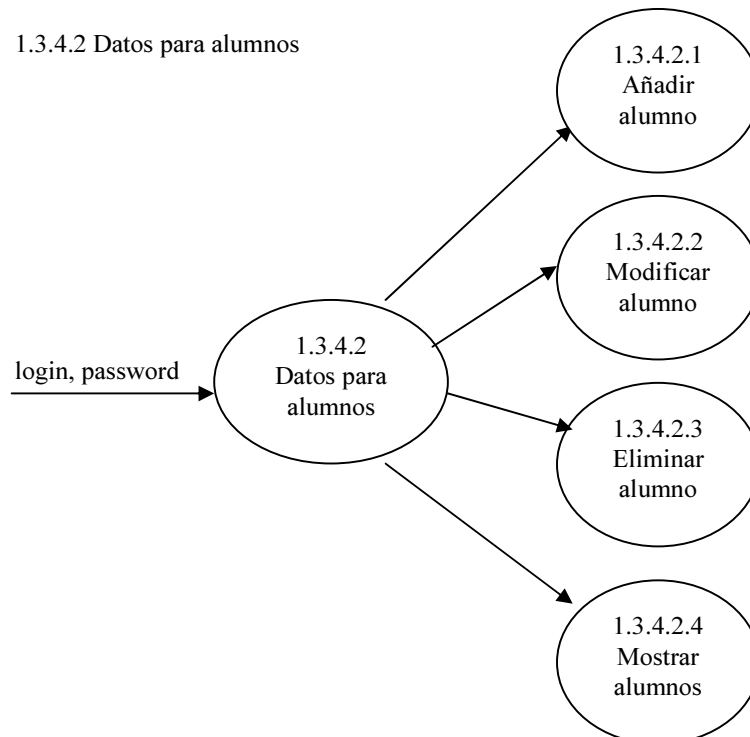 1.3.4.2 Datos para alumnos
1.3.4.2.1
Añadir
alumno
1.3.4.2.2
Modificar
alumno
login, password
1.3.4.2
Datos para
alumnos
1.3.4.2.3
Eliminar
alumno
1.3.4.2.4
Mostrar
alumnos